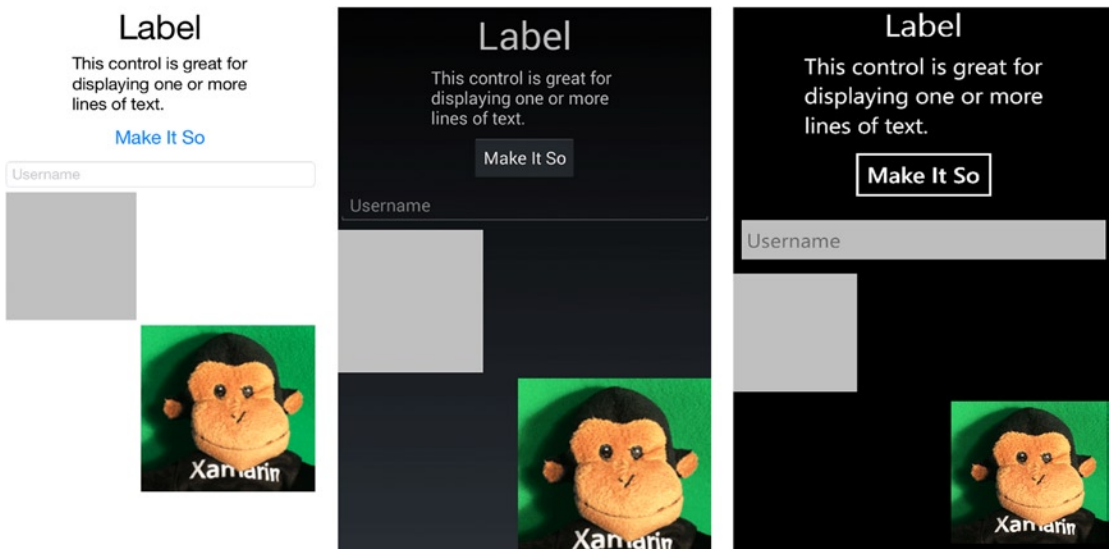 Label
This control is great for
displaying one or more
lines of text.
Make It So
Username
Xamarin
Label
This control is great for
displaying one or more
lines of text.
Make It So
Username
Xamarin
Label
This control is great for
displaying one or more
lines of text.
Make It So
Username
Xamarin